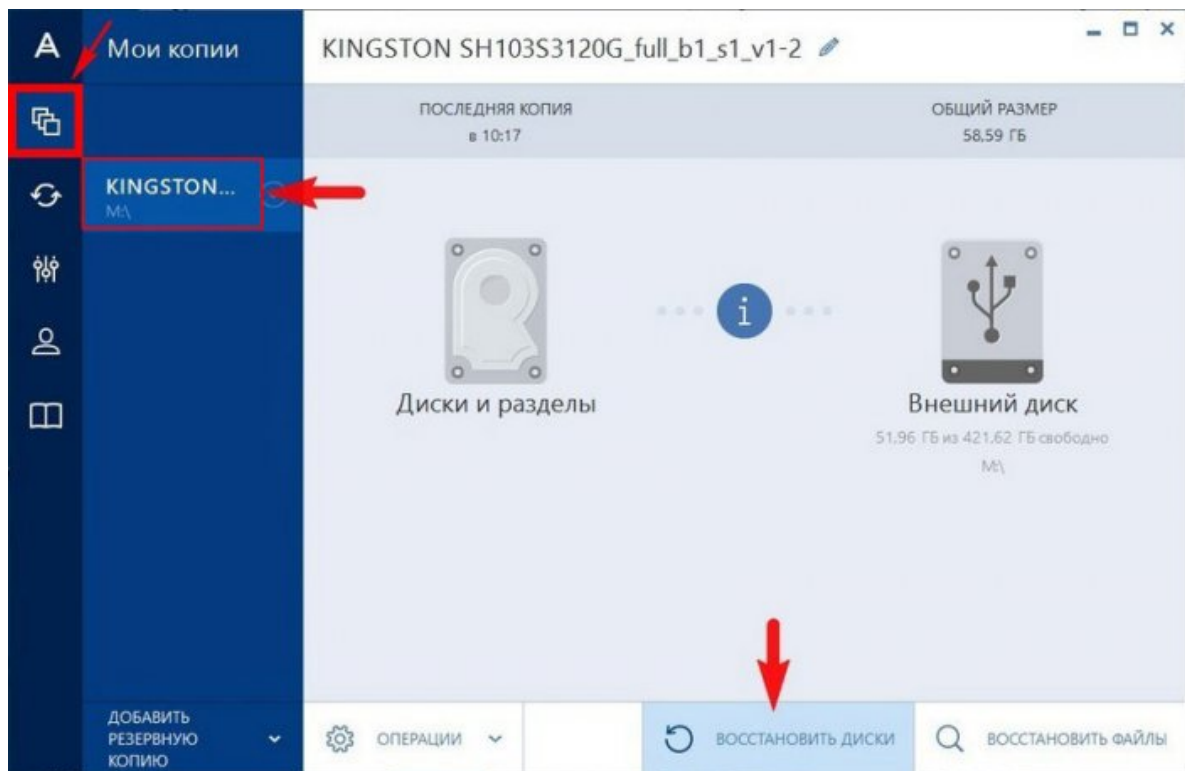 Мои копии
KINGSTON SH103S3120G_full_b1_s1_v1-2
ПОСЛЕДНЯЯ КОПИЯ
в 10:17
ОБЩИЙ РАЗМЕР
58,59 ГБ
KINGSTON...
M:\
Диски и разделы
Внешний диск
51.96 ГБ из 421.62 ГБ свободно
M:\
ДОБАВИТЬ
РЕЗЕРВНУЮ
КОПИЮ
ОПЕРАЦИИ
ВОССТАНОВИТЬ ДИСКИ
ВОССТАНОВИТЬ ФАЙЛЫ